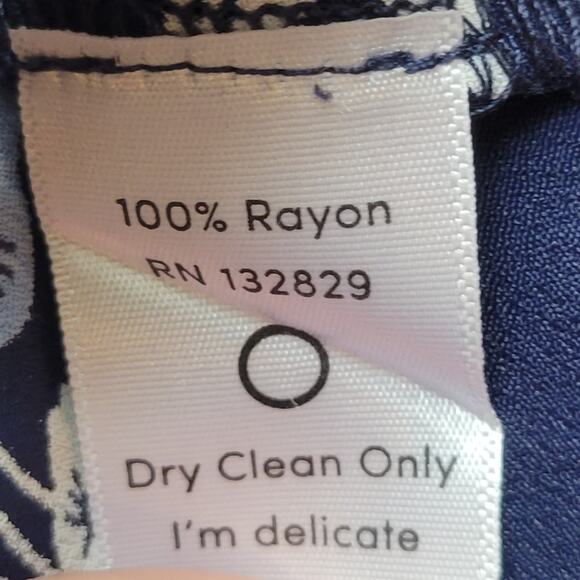 100% Rayon
RN 132829
Dry Clean Only
I'm delicate